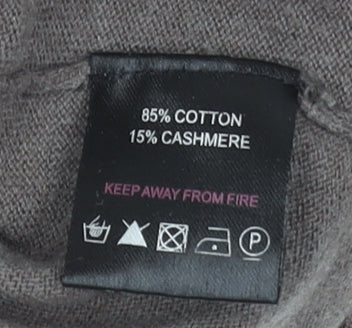 85% COTTON
15% CASHMERE
KEEP AWAY FROM FIRE
P